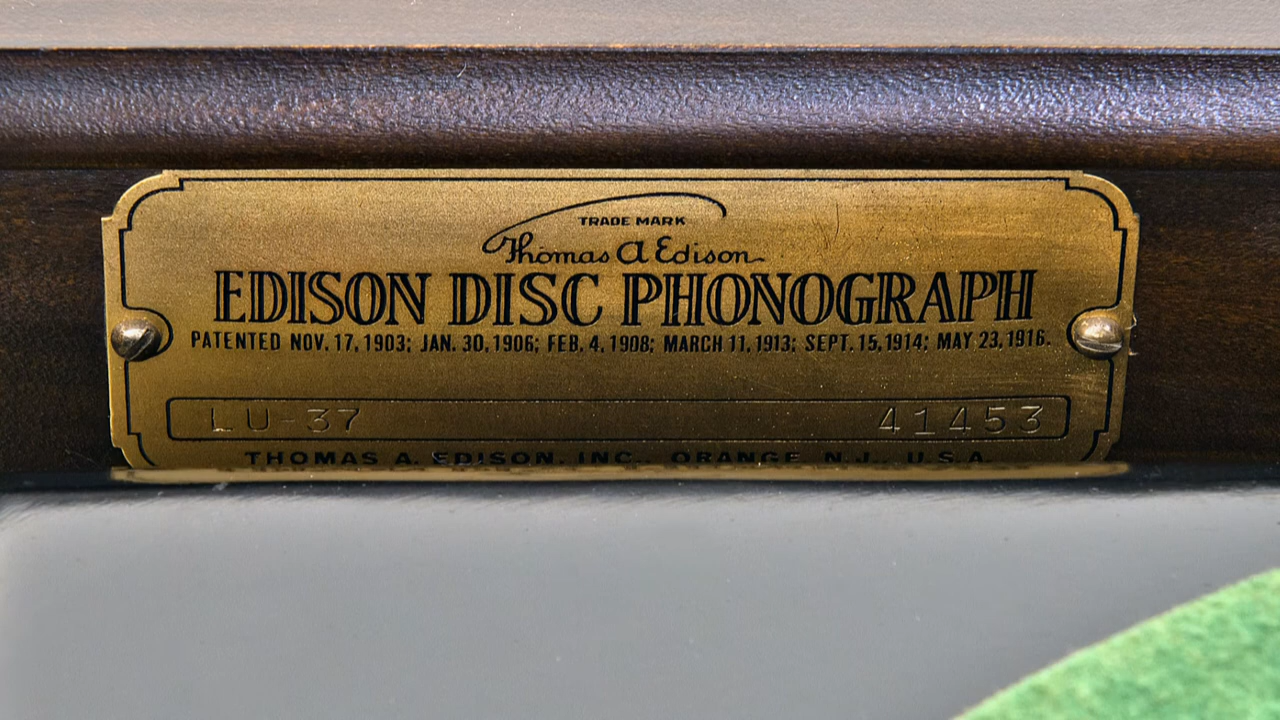 TRADE MARK
Thomas A Edison
EDISON DISC PHONOGRAPH
PATENTED NOV. 17, 1903; JAN. 30, 1906; FEB. 4, 1908; MARCH 11, 1913; SEPT. 15, 1914; MAY 23, 1916.
LU-37 41453
THOMAS A. EDISON, INC., ORANGE, N.J., U.S.A.